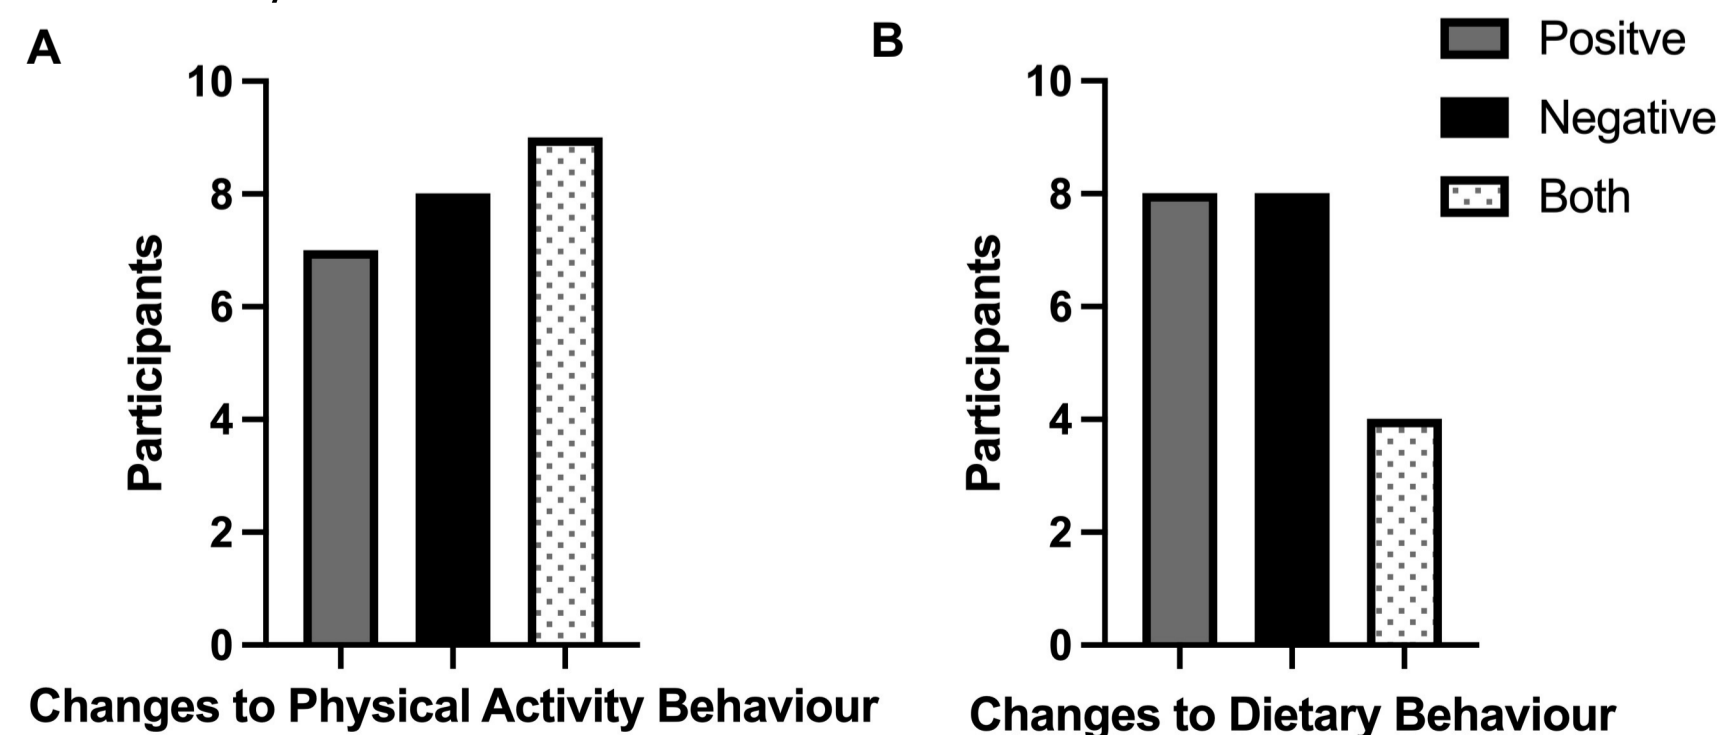 A
10
8
6
4
2
0
Participants
Changes to Physical Activity Behaviour
B
10
8
6
4
2
0
Participants
Changes to Dietary Behaviour
Positve
Negative
Both